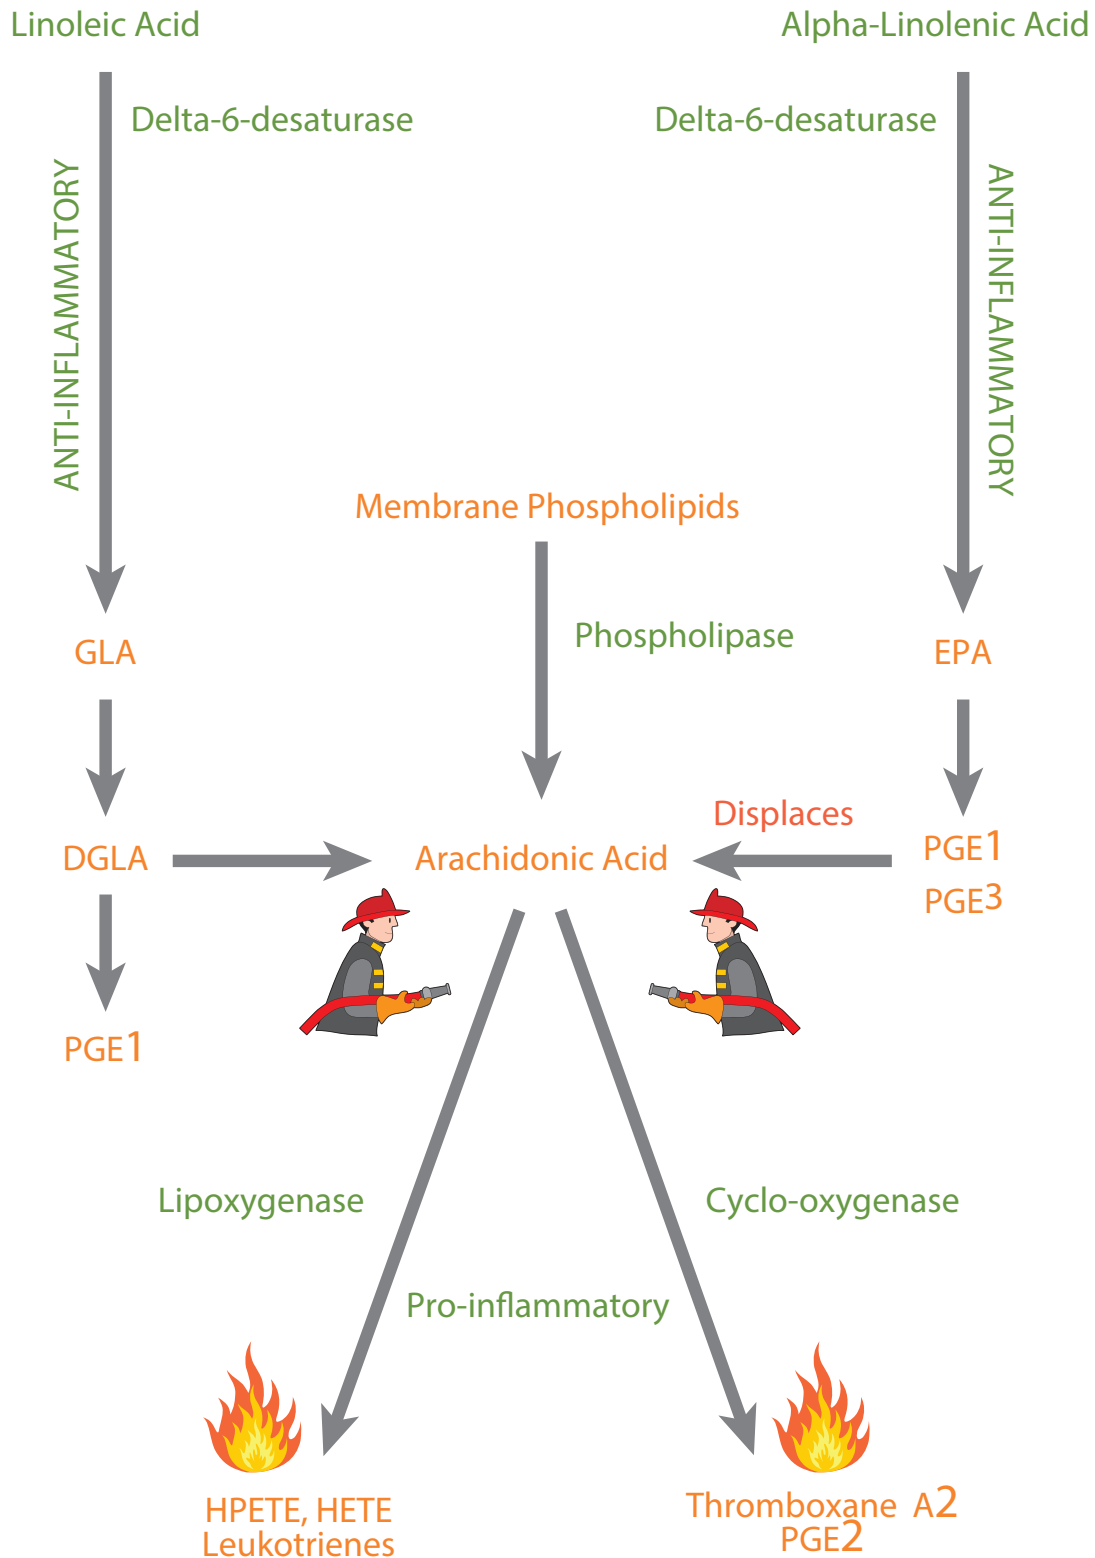 Linoleic Acid
Alpha-Linolenic Acid
Delta-6-desaturase
Delta-6-desaturase
ANTI-INFLAMMATORY
ANTI-INFLAMMATORY
Membrane Phospholipids
Phospholipase
GLA
EPA
Displaces
DGLA
Arachidonic Acid
PGE1
PGE3
PGE1
Lipoxygenase
Cyclo-oxygenase
Pro-inflammatory
HPETE, HETE
Leukotrienes
Thromboxane A2
PGE2